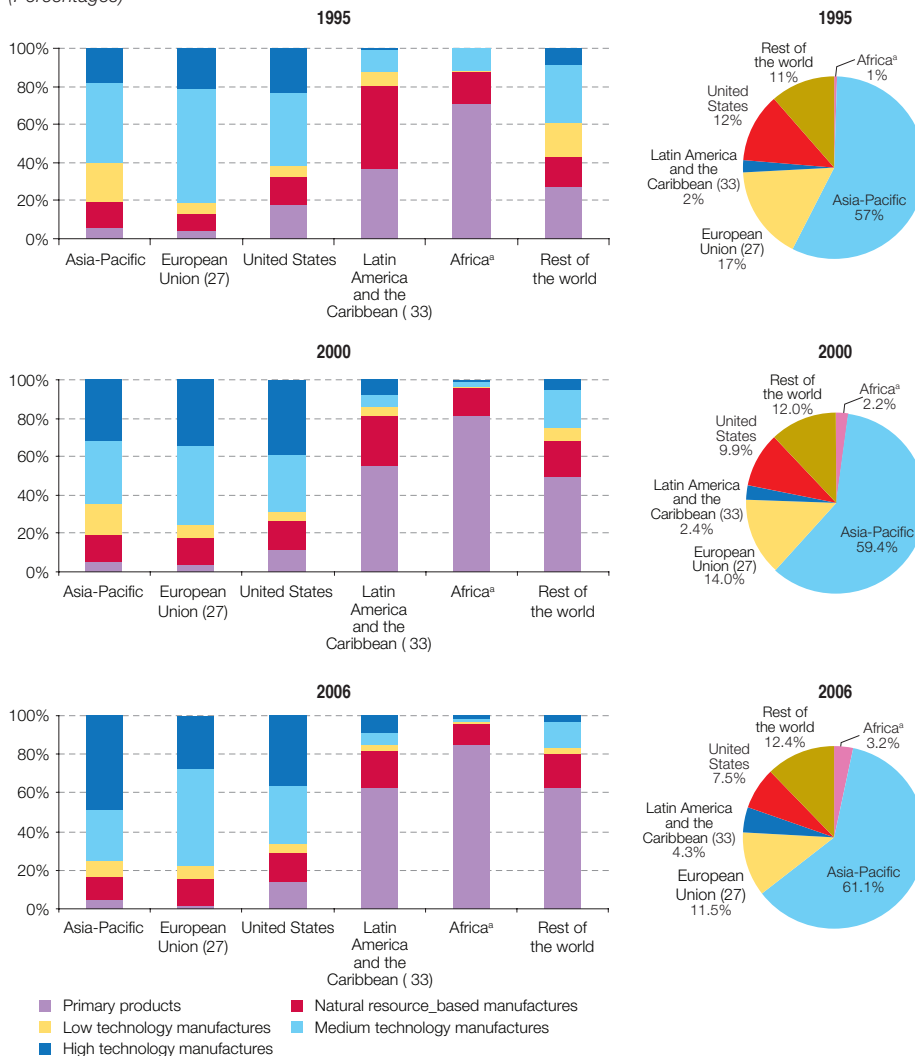 (Percentages)
1995
100%
80%
60%
40%
20%
0%
Asia-Pacific
European
Union (27)
United States
Latin
America
and the
Caribbean ( 33)
Africaª
Rest of
the world
1995
Rest of
the world
11%
Africaª
1%
United
States
12%
Latin America
and the
Caribbean (33)
2%
Asia-Pacific
57%
European
Union (27)
17%
2000
100%
80%
60%
40%
20%
0%
Asia-Pacific
European
Union (27)
United States
Latin
America
and the
Caribbean ( 33)
Africaª
Rest of
the world
2000
Rest of
the world
12.0%
Africaª
2.2%
United
States
9.9%
Latin America
and the
Caribbean (33)
2.4%
Asia-Pacific
59.4%
European
Union (27)
14.0%
2006
100%
80%
60%
40%
20%
0%
Asia-Pacific
European
Union (27)
United States
Latin
America
and the
Caribbean ( 33)
Africaª
Rest of
the world
2006
Rest of
the world
12.4%
Africaª
3.2%
United
States
7.5%
Latin America
and the
Caribbean (33)
4.3%
Asia-Pacific
61.1%
European
Union (27)
11.5%
Primary products
Natural resource_based manufactures
Low technology manufactures
Medium technology manufactures
High technology manufactures